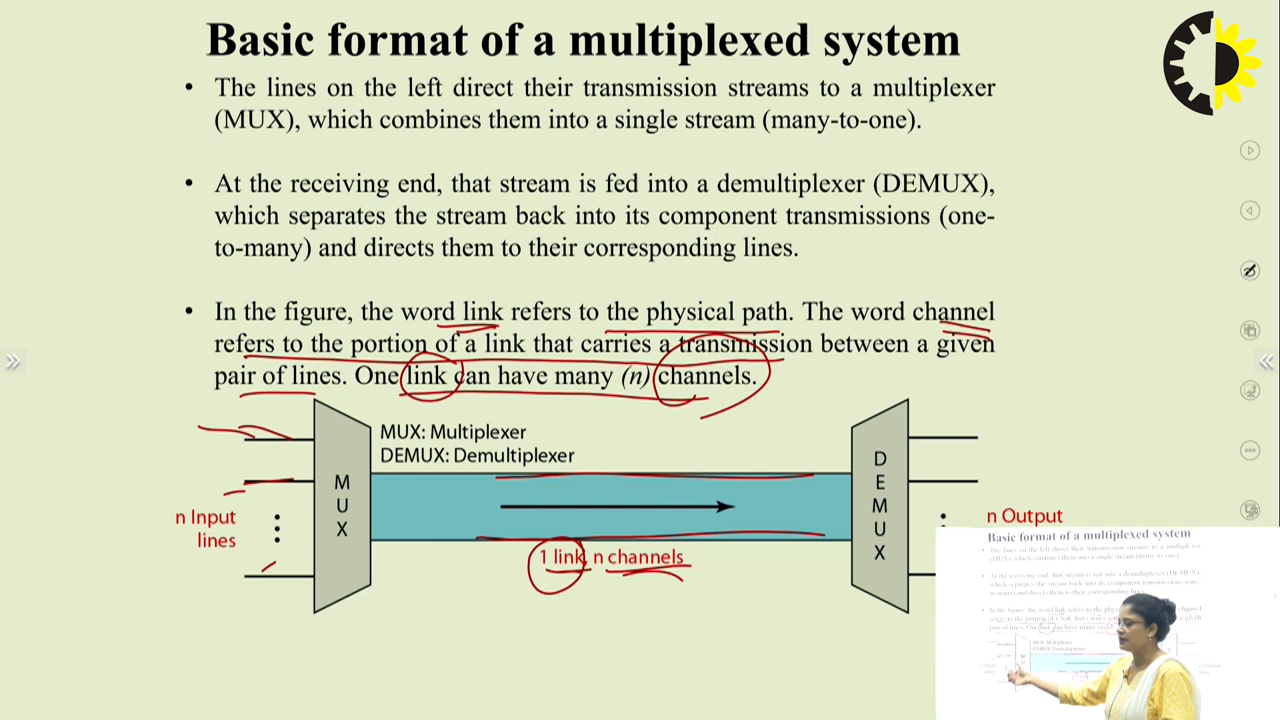 Basic format of a multiplexed system
• The lines on the left direct their transmission streams to a multiplexer
(MUX), which combines them into a single stream (many-to-one).
• At the receiving end, that stream is fed into a demultiplexer (DEMUX),
which separates the stream back into its component transmissions (one-
to-many) and directs them to their corresponding lines.
• In the figure, the word link refers to the physical path. The word channel
refers to the portion of a link that carries a transmission between a given
pair of lines. One link can have many (n) channels.
MUX: Multiplexer
DEMUX: Demultiplexer
M
U
X
D
E
M
U
X
n Input
lines
1 link, n channels
n Output
Basic format of a multiplexed system